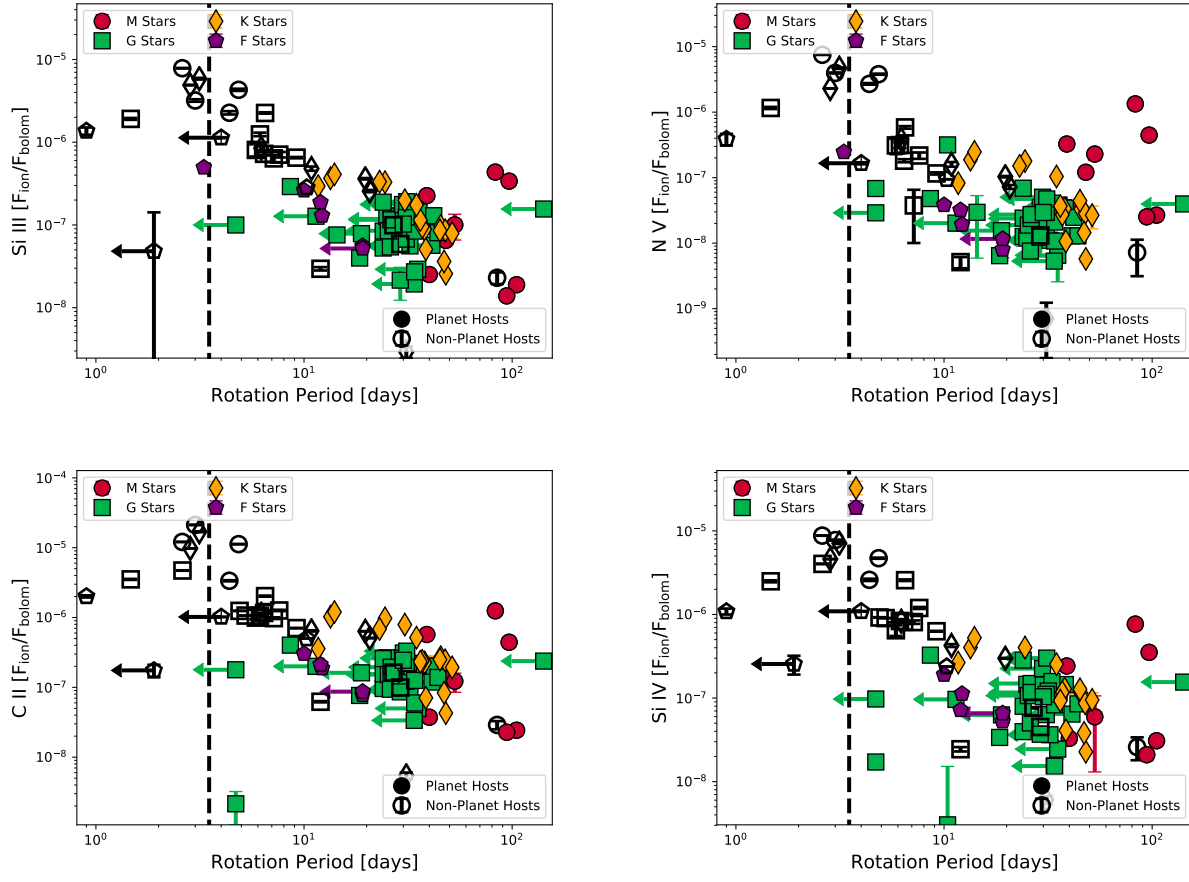 M Stars K Stars
G Stars F Stars
10⁻⁵
10⁻⁶
10⁻⁷
10⁻⁸
Si III [F_ion/F_bolom]
Planet Hosts
Non-Planet Hosts
10⁰ 10¹ 10²
Rotation Period [days]
M Stars K Stars
G Stars F Stars
10⁻⁵
10⁻⁶
10⁻⁷
10⁻⁸
10⁻⁹
N V [F_ion/F_bolom]
Planet Hosts
Non-Planet Hosts
10⁰ 10¹ 10²
Rotation Period [days]
M Stars K Stars
G Stars F Stars
10⁻⁴
10⁻⁵
10⁻⁶
10⁻⁷
10⁻⁸
C II [F_ion/F_bolom]
Planet Hosts
Non-Planet Hosts
10⁰ 10¹ 10²
Rotation Period [days]
M Stars K Stars
G Stars F Stars
10⁻⁵
10⁻⁶
10⁻⁷
10⁻⁸
Si IV [F_ion/F_bolom]
Planet Hosts
Non-Planet Hosts
10⁰ 10¹ 10²
Rotation Period [days]